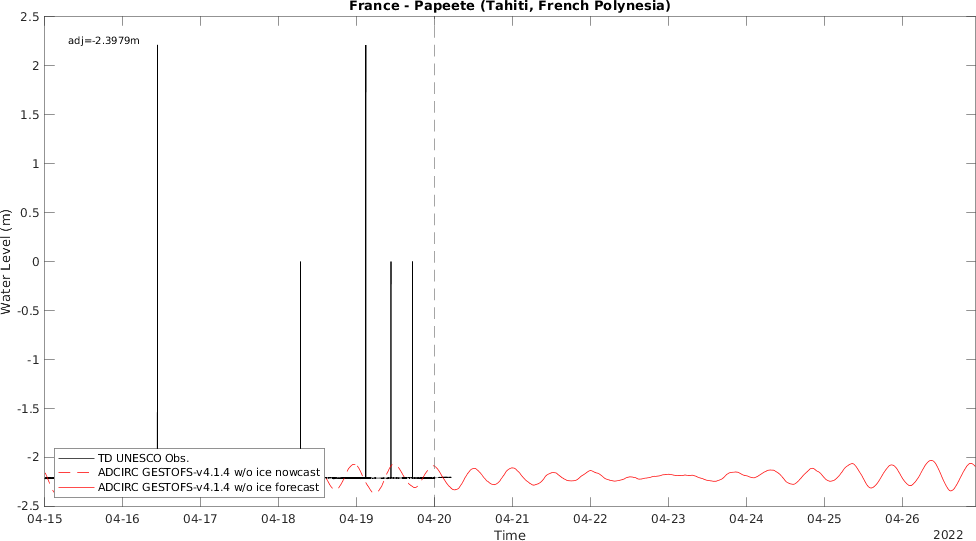 France - Papeete (Tahiti, French Polynesia)
adj=-2.3979m
2.5
2
1.5
1
0.5
0
-0.5
-1
-1.5
-2
-2.5
Water Level (m)
TD UNESCO Obs.
ADCIRC GESTOFS-v4.1.4 w/o ice nowcast
ADCIRC GESTOFS-v4.1.4 w/o ice forecast
04-15 04-16 04-17 04-18 04-19 04-20 04-21 04-22 04-23 04-24 04-25 04-26
Time
2022